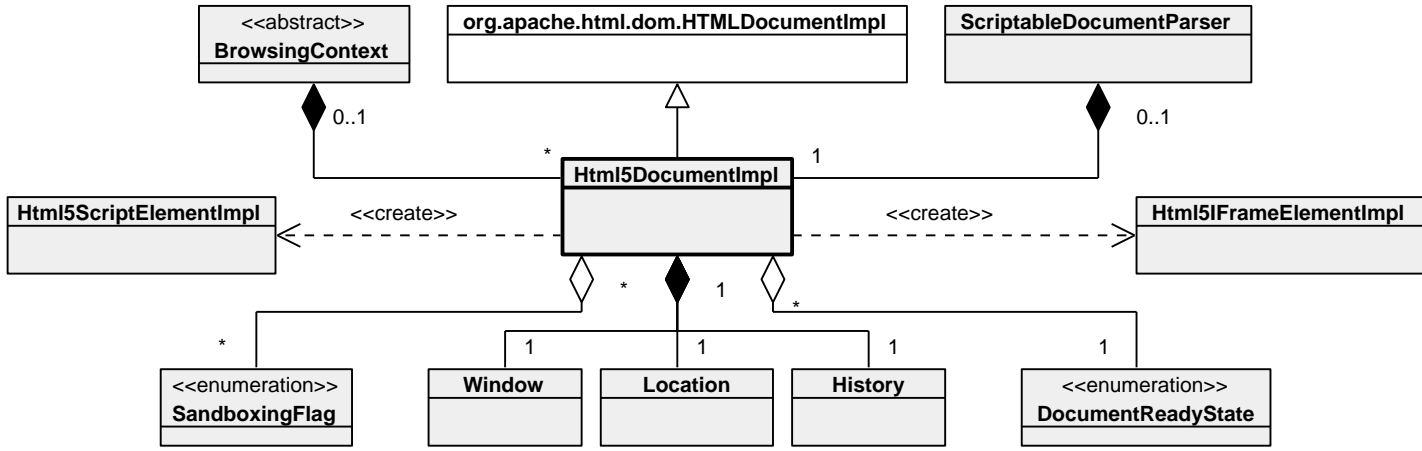 <<abstract>>
BrowsingContext
org.apache.html.dom.HTMLDocumentImpl
ScriptableDocumentParser
0..1
0..1
*
1
Html5DocumentImpl
Html5ScriptElementImpl
<<create>>
<<create>>
Html5IFrameElementImpl
*
1
*
*
1
1
1
1
<<enumeration>>
SandboxingFlag
Window
Location
History
<<enumeration>>
DocumentReadyState